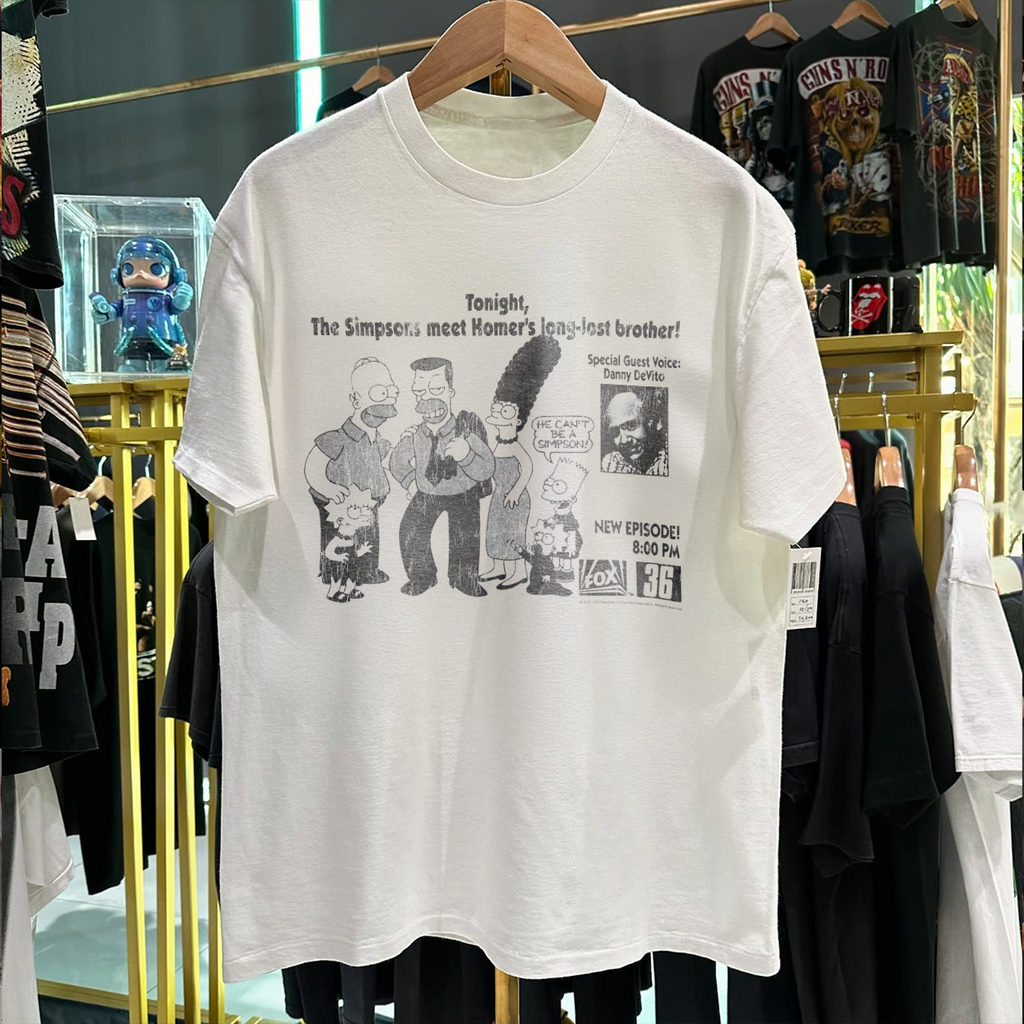 Tonight,
The Simpsons meet Homer's long-lost brother!
Special Guest Voice:
Danny DeVito
HE CAN'T
BE A
SIMPSON!
NEW EPISODE!
8:00 PM
FOX
36
GUNS N'
GUNS N' RO